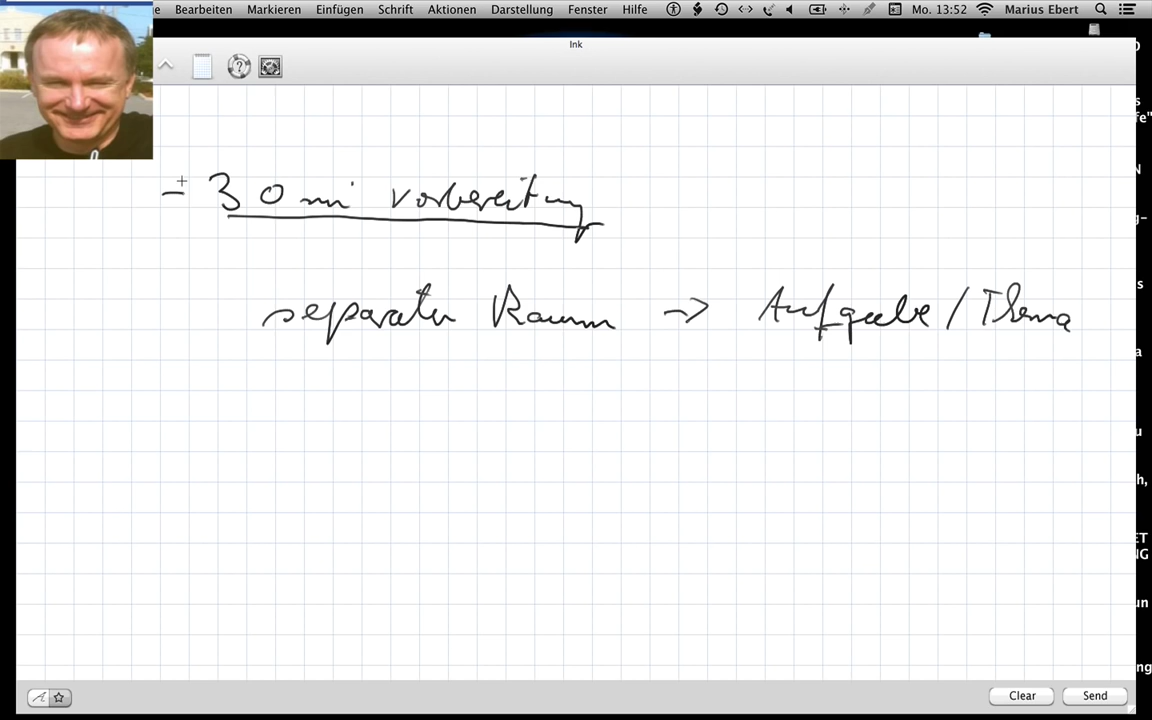 Bearbeiten Markieren Einfügen Schrift Aktionen Darstellung Fenster Hilfe Mo. 13:52 Marius Ebert
Ink
- 30 min Vorbereitung
separater Raum -> Aufgabe / Thema
Clear Send